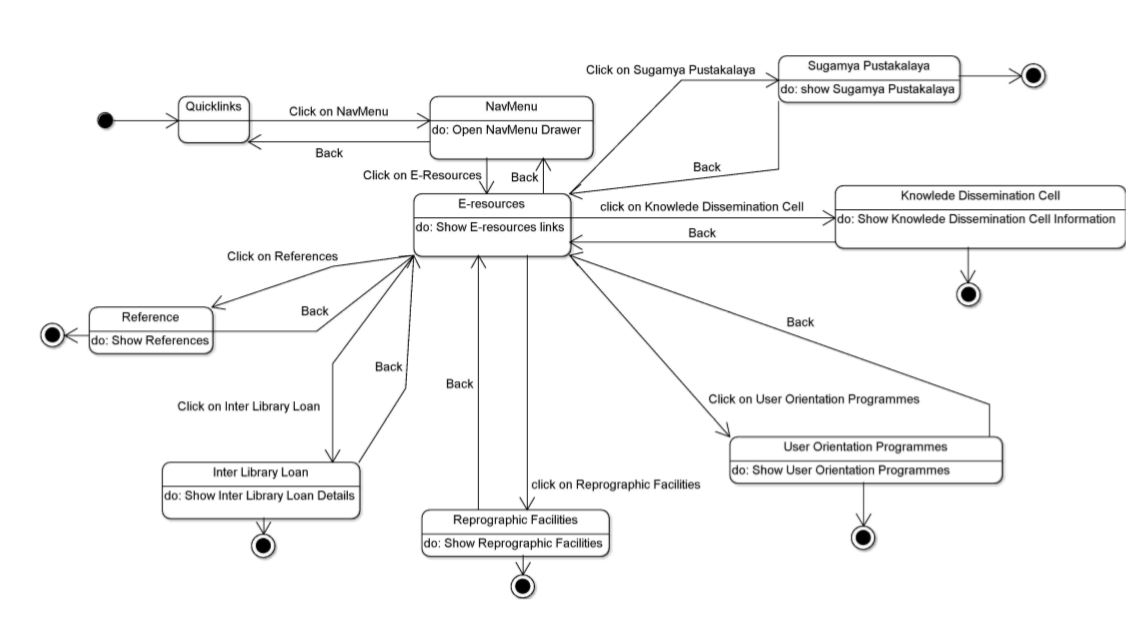 Click on Sugamya Pustakalaya
Sugamya Pustakalaya
do: show Sugamya Pustakalaya
Quicklinks
Click on NavMenu
NavMenu
do: Open NavMenu Drawer
Back
Click on E-Resources
Back
Back
E-resources
do: Show E-resources links
click on Knowlede Dissemination Cell
Back
Knowlede Dissemination Cell
do: Show Knowlede Dissemination Cell Information
Click on References
Reference
do: Show References
Back
Back
Click on Inter Library Loan
Back
Back
Click on User Orientation Programmes
Inter Library Loan
do: Show Inter Library Loan Details
click on Reprographic Facilities
User Orientation Programmes
do: Show User Orientation Programmes
Reprographic Facilities
do: Show Reprographic Facilities